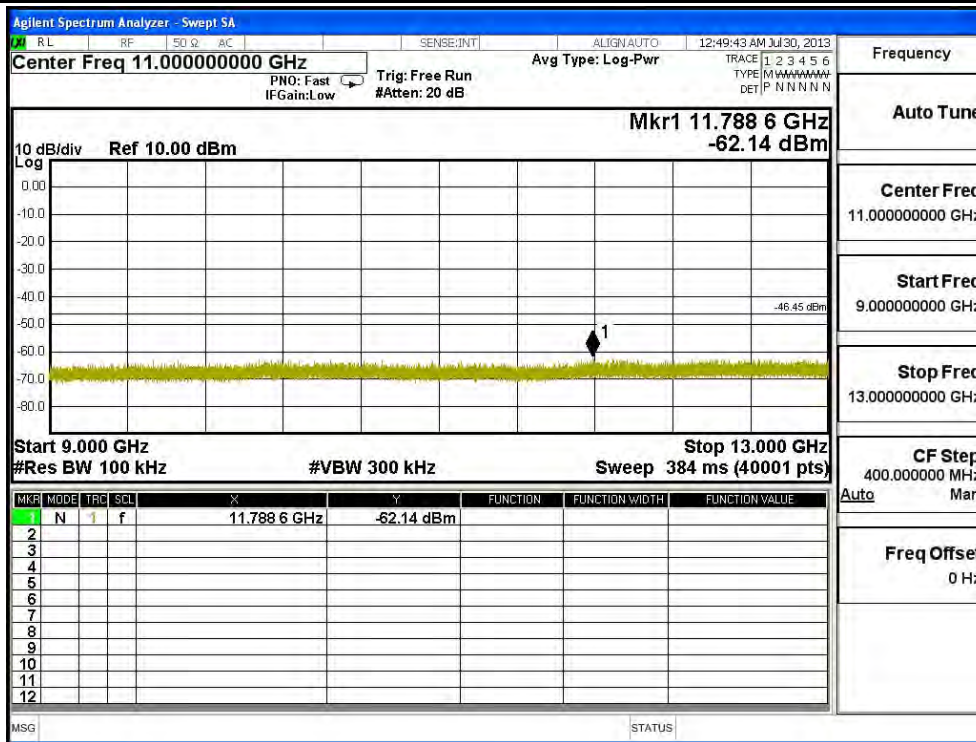 Agilent Spectrum Analyzer - Swept SA
RL RF 50 Ω AC SENSE:INT ALIGN AUTO 12:49:43 AM Jul 30, 2013
Center Freq 11.000000000 GHz
PNO: Fast
IFGain:Low
Trig: Free Run
#Atten: 20 dB
Avg Type: Log-Pwr
TRACE 1 2 3 4 5 6
TYPE M
DET P N N N N N
Mkr1 11.788 6 GHz
-62.14 dBm
10 dB/div Ref 10.00 dBm
Log
0.00
-10.0
-20.0
-30.0
-40.0
-46.45 dBm
-50.0
1
-60.0
-70.0
-80.0
Start 9.000 GHz Stop 13.000 GHz
#Res BW 100 kHz #VBW 300 kHz Sweep 384 ms (40001 pts)
MKR MODE TRC SCL X Y FUNCTION FUNCTION WIDTH FUNCTION VALUE
1 N 1 f 11.788 6 GHz -62.14 dBm
2
3
4
5
6
7
8
9
10
11
12
MSG STATUS
Frequency
Auto Tune
Center Freq
11.000000000 GHz
Start Freq
9.000000000 GHz
Stop Freq
13.000000000 GHz
CF Step
400.000000 MHz
Auto Man
Freq Offset
0 Hz